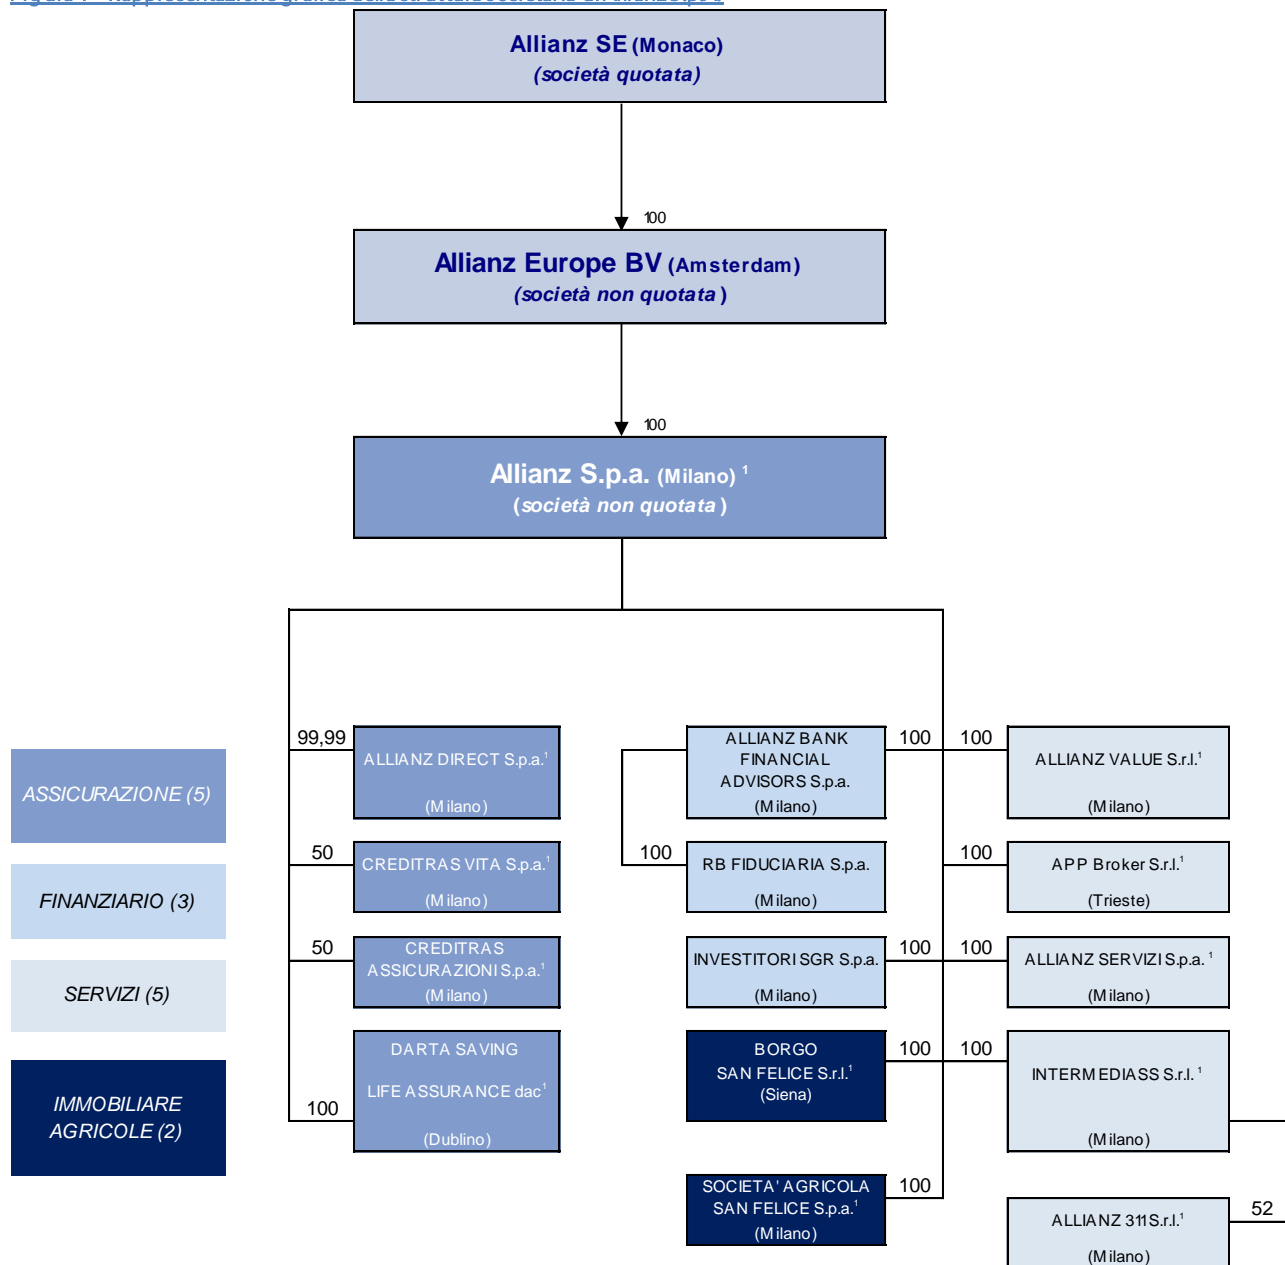 Allianz SE (Monaco)
(società quotata)
100
Allianz Europe BV (Amsterdam)
(società non quotata)
100
Allianz S.p.a. (Milano) ¹
(società non quotata)
ASSICURAZIONE (5)
FINANZIARIO (3)
SERVIZI (5)
IMMOBILIARE
AGRICOLE (2)
99,99
ALLIANZ DIRECT S.p.a.¹
(Milano)
50
CREDITRAS VITA S.p.a.¹
(Milano)
50
CREDITRAS
ASSICURAZIONI S.p.a.¹
(Milano)
100
DARTA SAVING
LIFE ASSURANCE dac¹
(Dublino)
ALLIANZ BANK
FINANCIAL
ADVISORS S.p.a.
(Milano)
100
100
RB FIDUCIARIA S.p.a.
(Milano)
INVESTITORI SGR S.p.a.
(Milano)
100
BORGO
SAN FELICE S.r.l.¹
(Siena)
100
SOCIETA' AGRICOLA
SAN FELICE S.p.a.¹
(Milano)
100
100
ALLIANZ VALUE S.r.l.¹
(Milano)
100
APP Broker S.r.l.¹
(Trieste)
100
ALLIANZ SERVIZI S.p.a. ¹
(Milano)
100
INTERMEDIASS S.r.l. ¹
(Milano)
ALLIANZ 311 S.r.l.¹
(Milano)
52